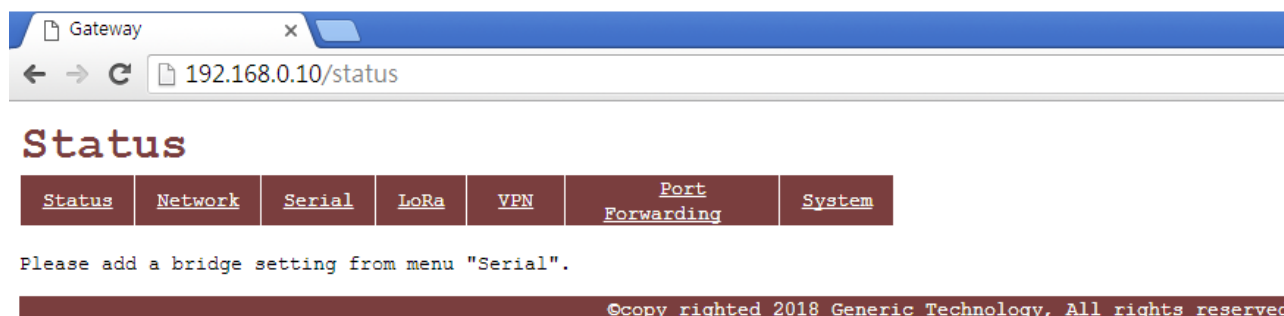 Gateway
192.168.0.10/status
Status
Status Network Serial LoRa VPN Port Forwarding System
Please add a bridge setting from menu "Serial".
©copy righted 2018 Generic Technology, All rights reserved